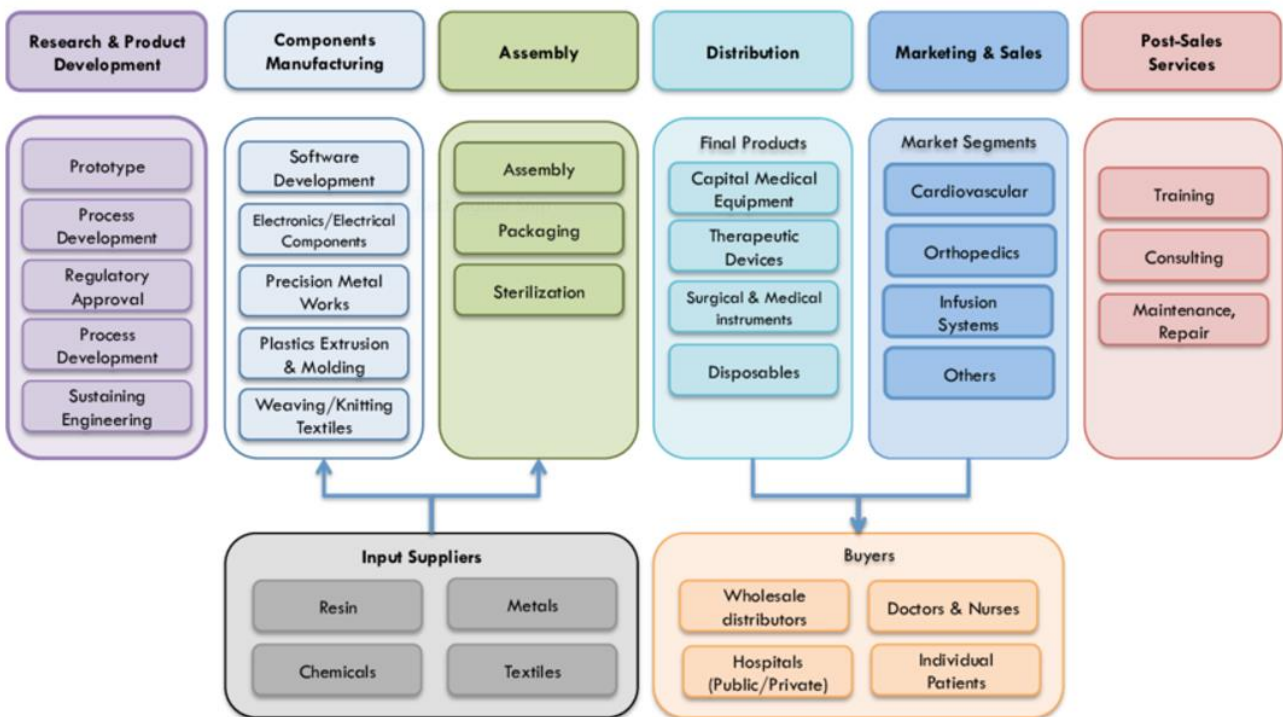 Research & Product
Development
Components
Manufacturing
Assembly
Distribution
Marketing & Sales
Post-Sales
Services
Prototype
Process
Development
Regulatory
Approval
Process
Development
Sustaining
Engineering
Software
Development
Electronics/Electrical
Components
Precision Metal
Works
Plastics Extrusion
& Molding
Weaving/Knitting
Textiles
Assembly
Packaging
Sterilization
Final Products
Capital Medical
Equipment
Therapeutic
Devices
Surgical & Medical
instruments
Disposables
Market Segments
Cardiovascular
Orthopedics
Infusion
Systems
Others
Training
Consulting
Maintenance,
Repair
Input Suppliers
Resin
Metals
Chemicals
Textiles
Buyers
Wholesale
distributors
Doctors & Nurses
Hospitals
(Public/Private)
Individual
Patients